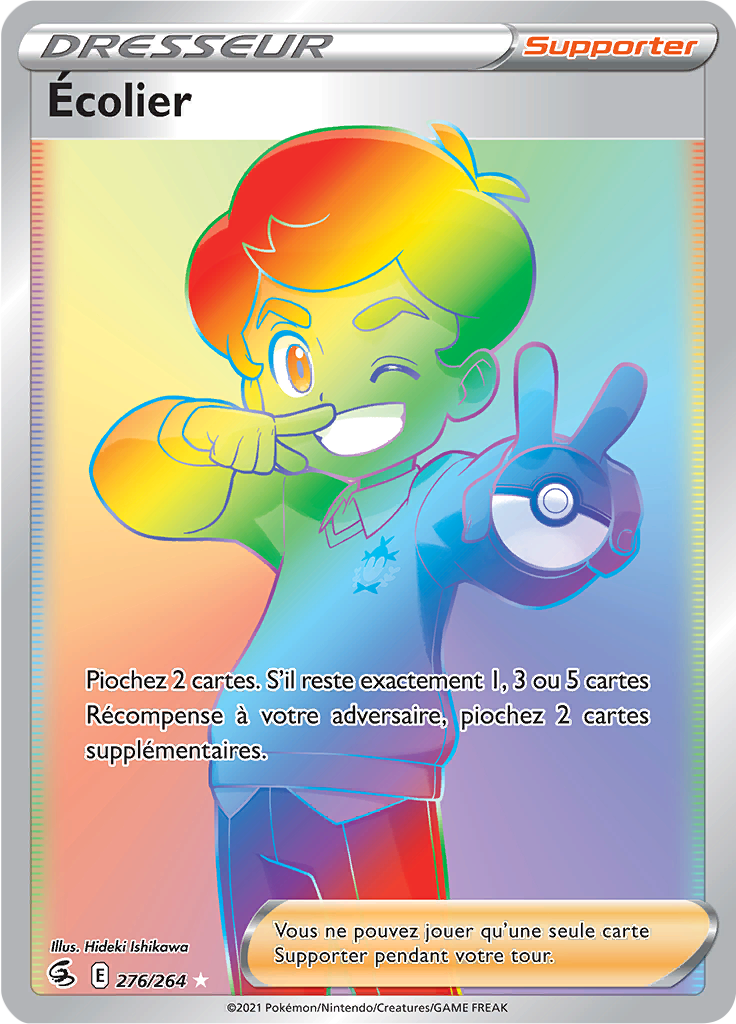 DRESSEUR Supporter
Écolier
Piochez 2 cartes. S'il reste exactement 1, 3 ou 5 cartes
Récompense à votre adversaire, piochez 2 cartes
supplémentaires.
Vous ne pouvez jouer qu'une seule carte
Supporter pendant votre tour.
Illus. Hideki Ishikawa
E 276/264 ★
©2021 Pokémon/Nintendo/Creatures/GAME FREAK